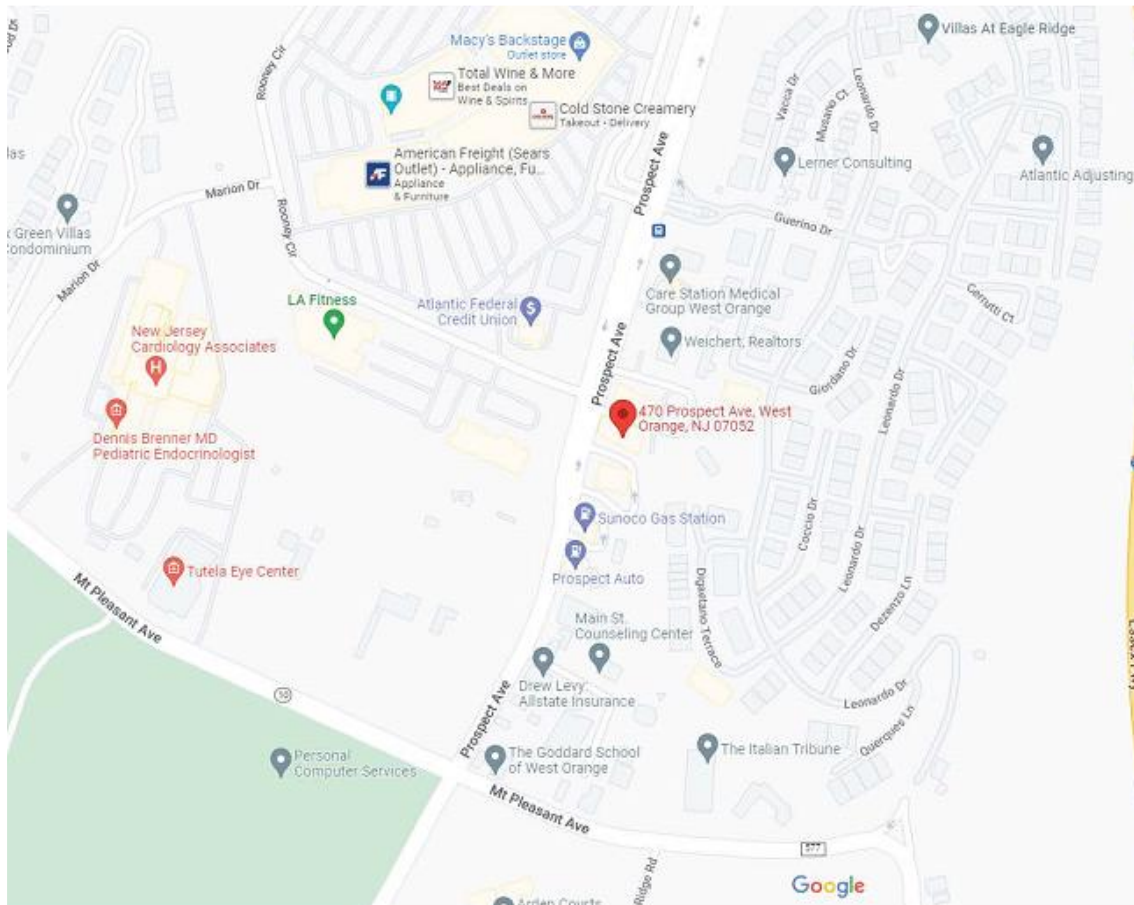 Villas At Eagle Ridge
Macy's Backstage
Outlet store
Rooney Cir
Total Wine & More
Best Deals on
Wine & Spirits
Vacca Dr
Musano Ct
Leonardo Dr
Cold Stone Creamery
Takeout • Delivery
American Freight (Sears
Outlet) - Appliance, Fu...
Appliance
& Furniture
Prospect Ave
Lerner Consulting
Atlantic Adjusting
Marion Dr
Rooney Cir
Guerino Dr
Green Villas
Condominium
Marion Dr
Care Station Medical
Group West Orange
Cerrutti Ct
LA Fitness
Atlantic Federal
Credit Union
New Jersey
Cardiology Associates
Prospect Ave
Weichert, Realtors
Giordano Dr
Leonardo Dr
470 Prospect Ave, West
Orange, NJ 07052
Dennis Brenner MD
Pediatric Endocrinologist
Sunoco Gas Station
Coccio Dr
Leonardo Dr
Prospect Auto
Tutela Eye Center
Mt Pleasant Ave
Digaetano Terrace
Dezenzo Ln
Main St.
Counseling Center
Drew Levy:
Allstate Insurance
Leonardo Dr
10
Prospect Ave
Querques Ln
Personal
Computer Services
The Goddard School
of West Orange
The Italian Tribune
Mt Pleasant Ave
577
Ridge Rd
Google
Arden Courts